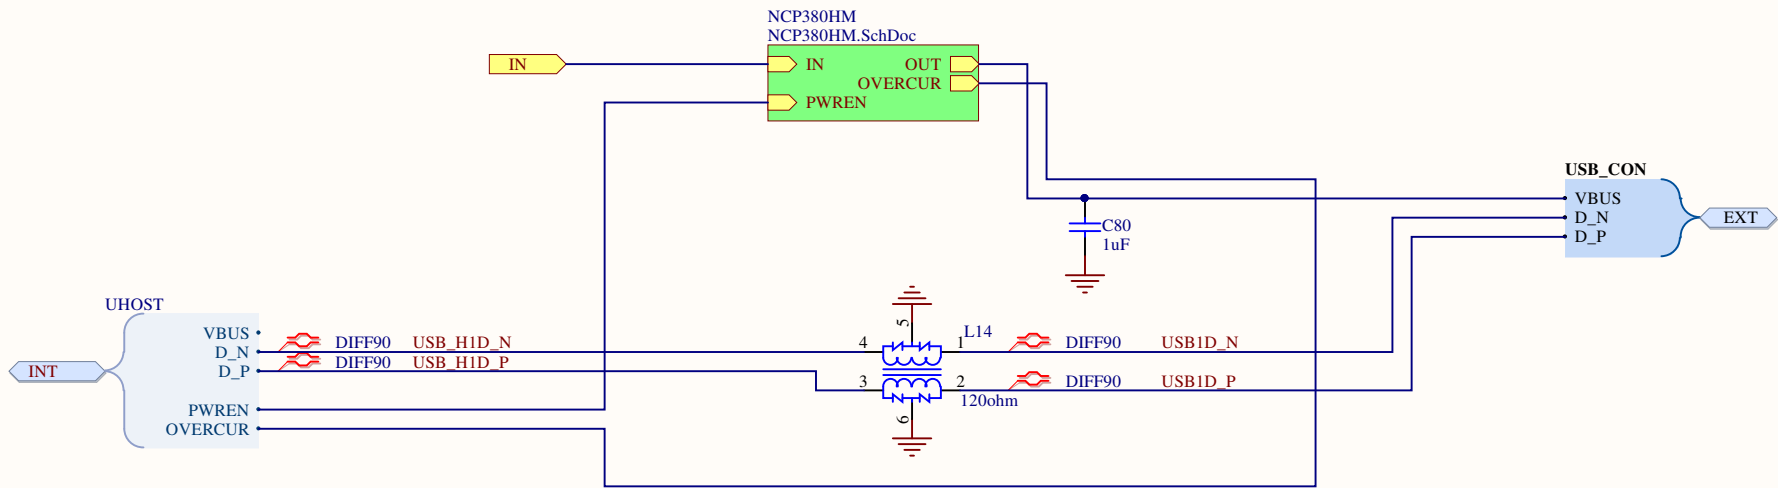 NCP380HM
NCP380HM.SchDoc
IN
IN
OUT
OVERCUR
PWREN
USB_CON
VBUS
D_N
D_P
EXT
C80
1uF
UHOST
VBUS
D_N
D_P
PWREN
OVERCUR
INT
DIFF90
USB_H1D_N
DIFF90
USB_H1D_P
5
L14
4
1
3
2
120ohm
6
DIFF90
USB1D_N
DIFF90
USB1D_P